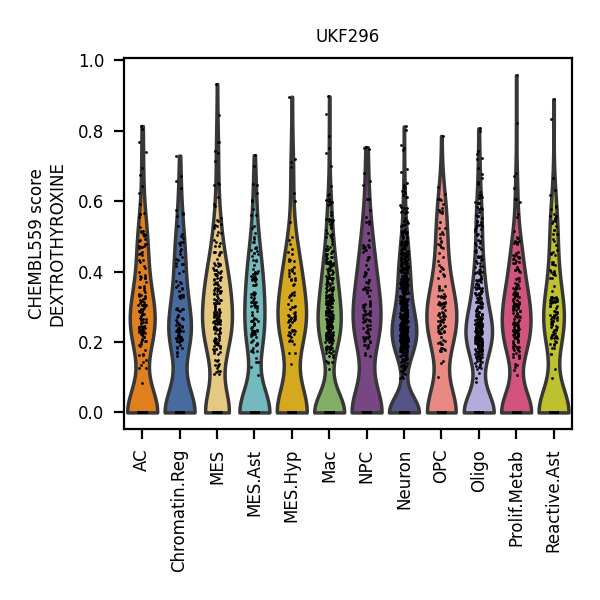 UKF296
CHEMBL559 score
DEXTROTHYROXINE
1.0
0.8
0.6
0.4
0.2
0.0
AC
Chromatin.Reg
MES
MES.Ast
MES.Hyp
Mac
NPC
Neuron
OPC
Oligo
Prolif.Metab
Reactive.Ast